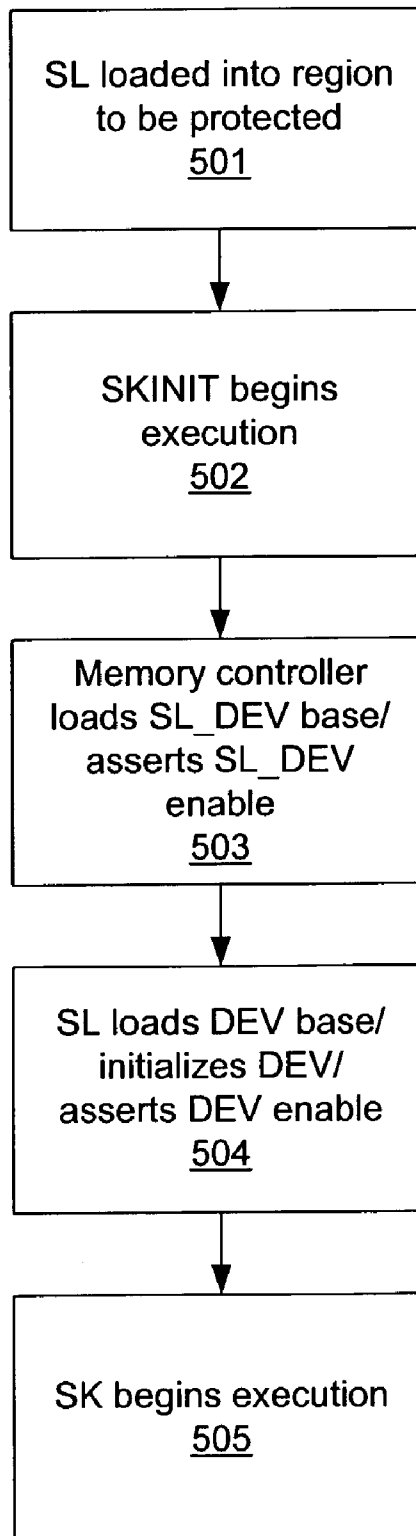 SL loaded into region
to be protected
501
SKINIT begins
execution
502
Memory controller
loads SL_DEV base/
asserts SL_DEV
enable
503
SL loads DEV base/
initializes DEV/
asserts DEV enable
504
SK begins execution
505